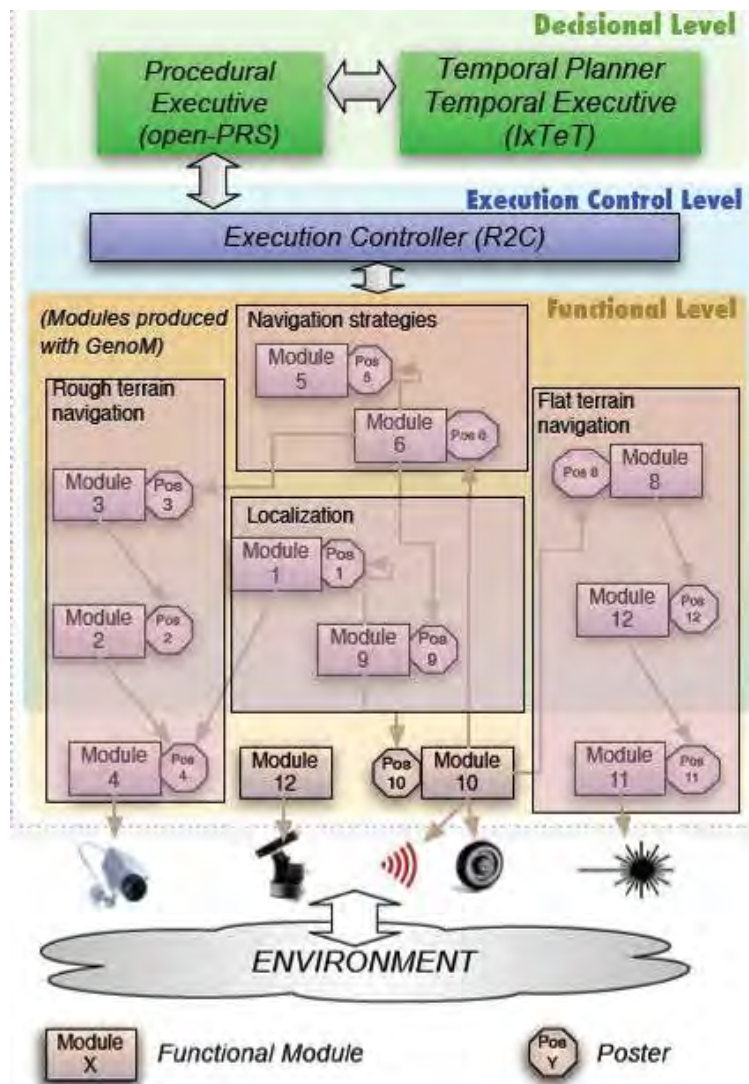 Decisional Level
Procedural
Executive
(open-PRS)
Temporal Planner
Temporal Executive
(IxTeT)
Execution Control Level
Execution Controller (R2C)
Functional Level
(Modules produced
with GenoM)
Navigation strategies
Module
5
Pos
5
Module
6
Pos 6
Rough terrain
navigation
Module
3
Pos
3
Module
2
Pos
2
Module
4
Pos
4
Localization
Module
1
Pos
1
Module
9
Pos
9
Flat terrain
navigation
Pos 8
Module
8
Module
12
Pos
12
Module
11
Pos
11
Module
12
Pos
10
Module
10
ENVIRONMENT
Module
X
Functional Module
Pos
Y
Poster